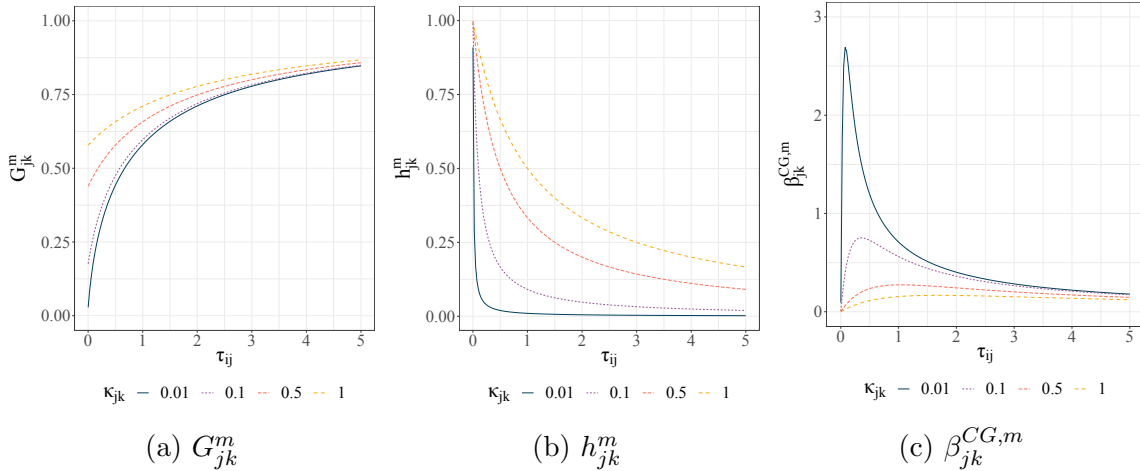 1.00
0.75
0.50
0.25
0.00
G^m_jk
0 1 2 3 4 5
τ_ij
κ_jk 0.01 0.1 0.5 1
(a) G^m_jk
1.00
0.75
0.50
0.25
0.00
h^m_jk
0 1 2 3 4 5
τ_ij
κ_jk 0.01 0.1 0.5 1
(b) h^m_jk
3
2
1
0
β^CG,m_jk
0 1 2 3 4 5
τ_ij
κ_jk 0.01 0.1 0.5 1
(c) β^CG,m_jk